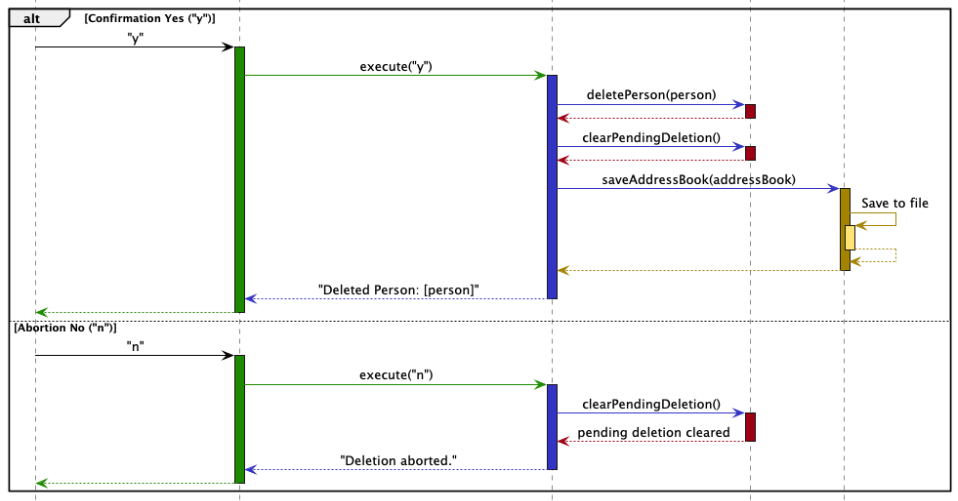 alt
[Confirmation Yes ("y")]
"y"
execute("y")
deletePerson(person)
clearPendingDeletion()
saveAddressBook(addressBook)
Save to file
"Deleted Person: [person]"
[Abortion No ("n")]
"n"
execute("n")
clearPendingDeletion()
pending deletion cleared
"Deletion aborted."